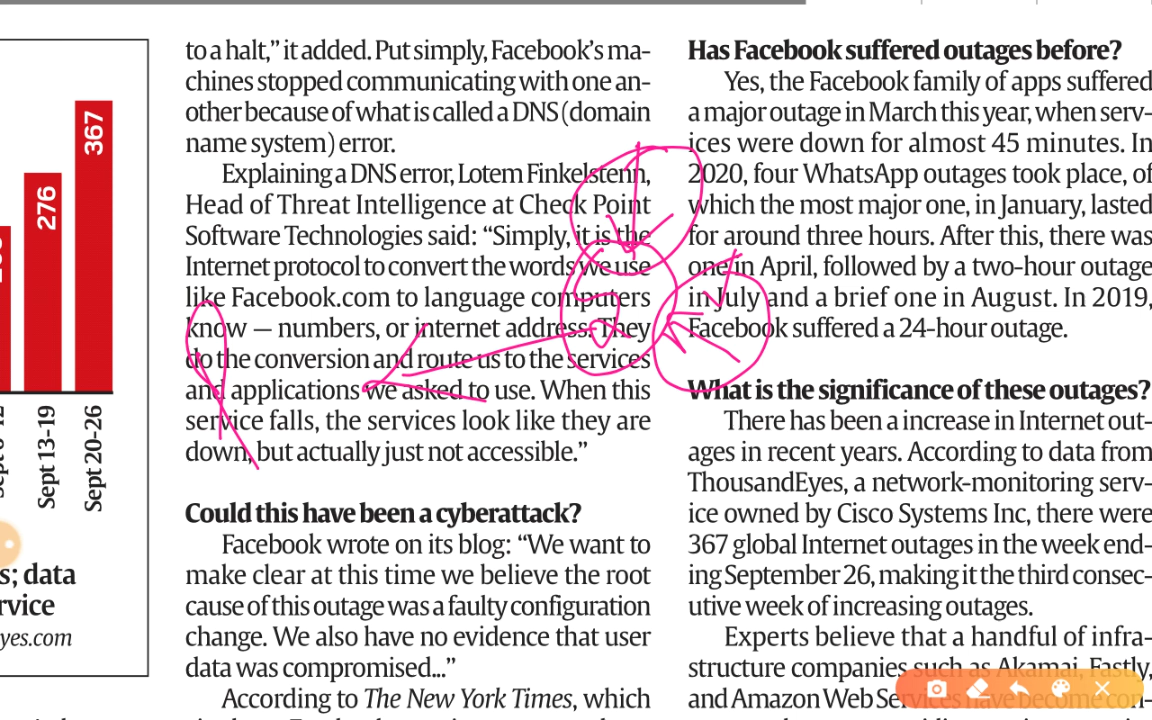 367
276
Sept 13-19
Sept 20-26
s; data
rvice
yes.com
to a halt,” it added. Put simply, Facebook’s ma-
chines stopped communicating with one an-
other because of what is called a DNS (domain
name system) error.
Explaining a DNS error, Lotem Finkelsteen,
Head of Threat Intelligence at Check Point
Software Technologies said: “Simply, it is the
Internet protocol to convert the words we use
like Facebook.com to language computers
know — numbers, or internet address. They
do the conversion and route us to the services
and applications we asked to use. When this
service falls, the services look like they are
down, but actually just not accessible.”
Could this have been a cyberattack?
Facebook wrote on its blog: “We want to
make clear at this time we believe the root
cause of this outage was a faulty configuration
change. We also have no evidence that user
data was compromised...”
According to The New York Times, which
Has Facebook suffered outages before?
Yes, the Facebook family of apps suffered
a major outage in March this year, when serv-
ices were down for almost 45 minutes. In
2020, four WhatsApp outages took place, of
which the most major one, in January, lasted
for around three hours. After this, there was
one in April, followed by a two-hour outage
in July and a brief one in August. In 2019,
Facebook suffered a 24-hour outage.
What is the significance of these outages?
There has been a increase in Internet out-
ages in recent years. According to data from
ThousandEyes, a network-monitoring serv-
ice owned by Cisco Systems Inc, there were
367 global Internet outages in the week end-
ing September 26, making it the third consec-
utive week of increasing outages.
Experts believe that a handful of infra-
structure companies such as Akamai, Fastly,
and Amazon Web Services have become con-